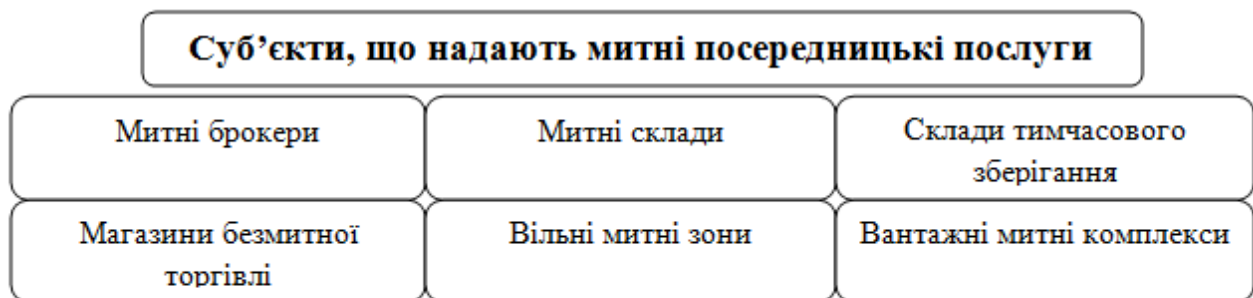 Суб’єкти, що надають митні посередницькі послуги
Митні брокери
Митні склади
Склади тимчасового
зберігання
Магазини безмитної
торгівлі
Вільні митні зони
Вантажні митні комплекси